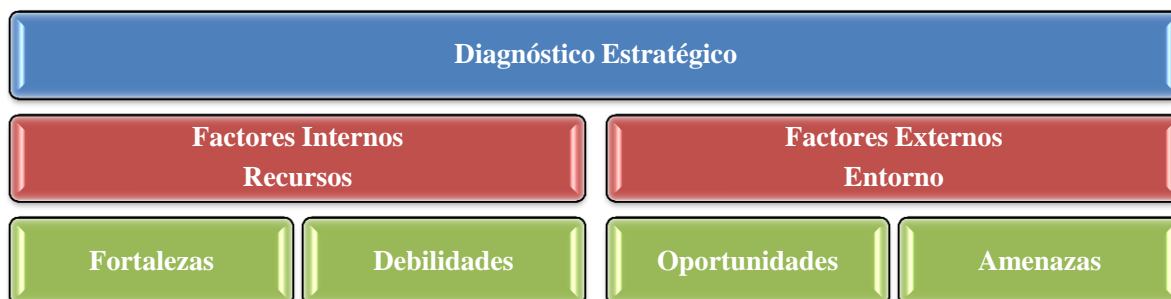 Diagnóstico Estratégico
Factores Internos
Recursos
Factores Externos
Entorno
Fortalezas
Debilidades
Oportunidades
Amenazas